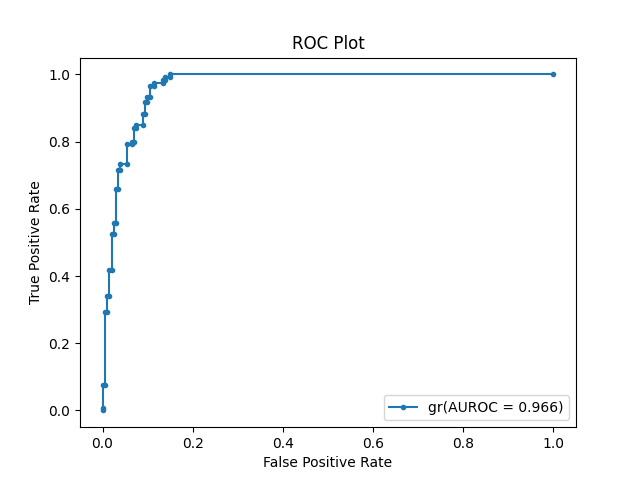 ROC Plot
True Positive Rate
1.0
0.8
0.6
0.4
0.2
0.0
0.0 0.2 0.4 0.6 0.8 1.0
False Positive Rate
gr(AUROC = 0.966)